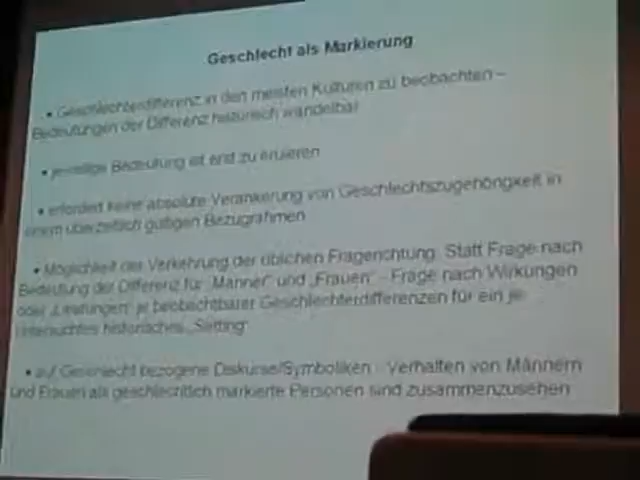 Geschlecht als Markierung
• Geschlechterdifferenz in den meisten Kulturen zu beobachten –
Bedeutungen der Differenz historisch wandelbar
• jeweilige Bedeutung ist erst zu eruieren
• erfordert keine absolute Verankerung von Geschlechtszugehörigkeit in
einem überzeitlich gültigen Bezugrahmen
• Möglichkeit der Verkehrung der üblichen Fragerichtung: Statt Frage nach
Bedeutung der Differenz für „Männer" und „Frauen" – Frage nach Wirkungen
oder „Leistungen" je beobachtbarer Geschlechterdifferenzen für ein je
untersuchtes historisches „Setting"
• auf Geschlecht bezogene Diskurse/Symboliken - Verhalten von Männern
und Frauen als geschlechtlich markierte Personen sind zusammenzusehen